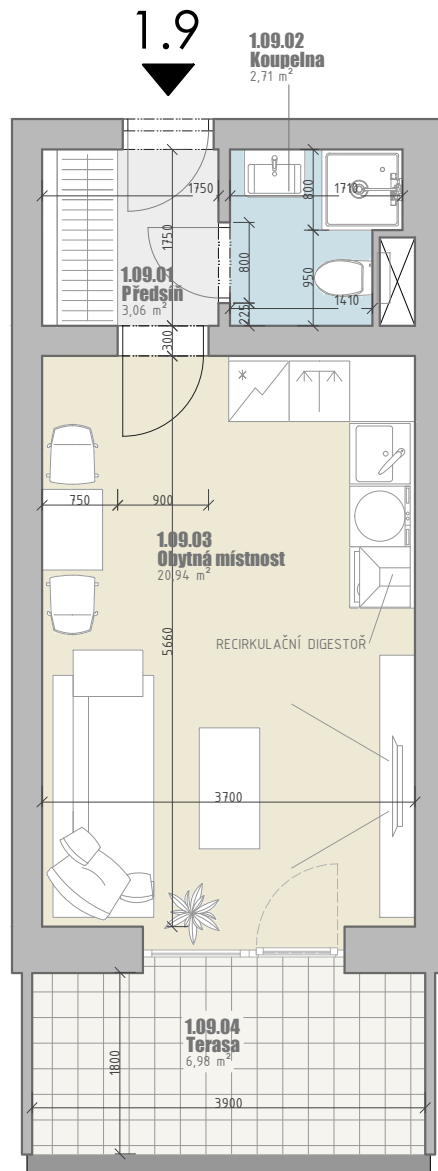 1.9
1.09.02
Koupelna
2,71 m²
1750
1710
800
1750
800
950
1.09.01
Předsíň
3,06 m²
225
1410
300
750
900
1.09.03
Obytná místnost
20,94 m²
5660
RECIRKULAČNÍ DIGESTOŘ
3700
1.09.04
Terasa
6,98 m²
1800
3900